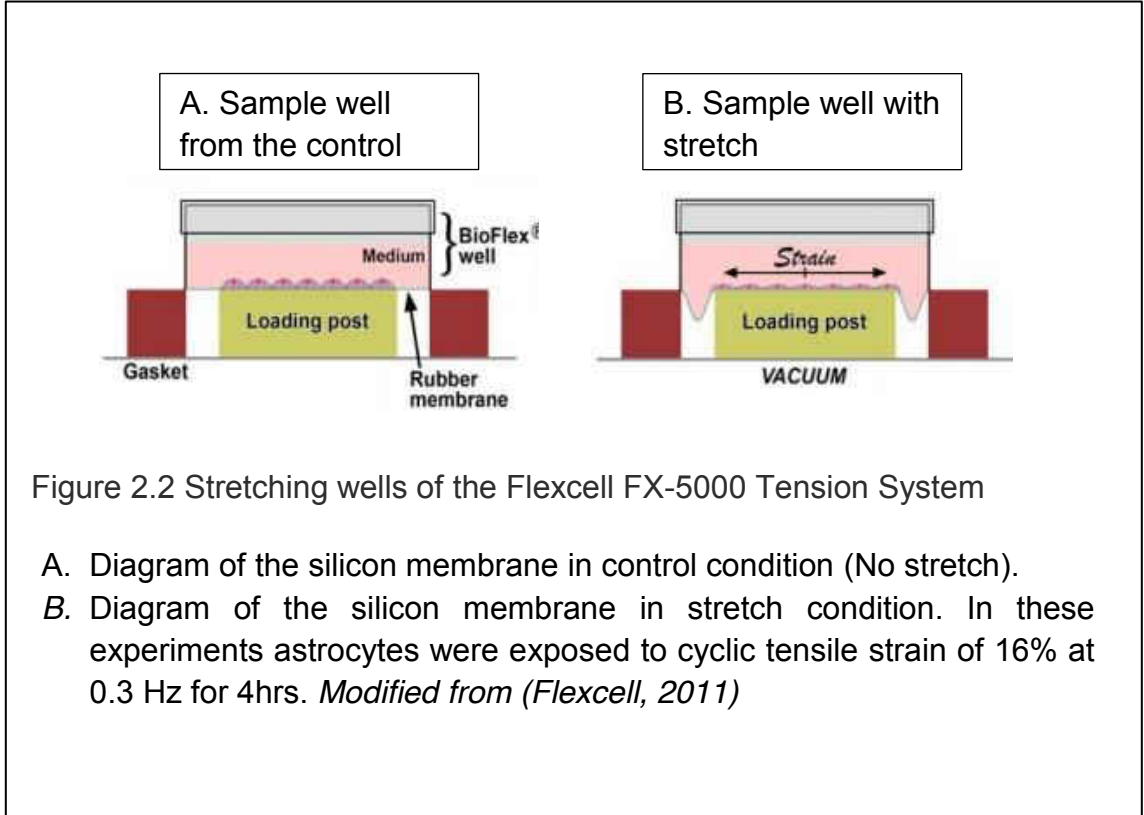 A. Sample well
from the control
B. Sample well with
stretch
BioFlex®
well
Medium
Loading post
Gasket
Rubber
membrane
Strain
Loading post
VACUUM
Figure 2.2 Stretching wells of the Flexcell FX-5000 Tension System
A. Diagram of the silicon membrane in control condition (No stretch).
B. Diagram of the silicon membrane in stretch condition. In these
experiments astrocytes were exposed to cyclic tensile strain of 16% at
0.3 Hz for 4hrs. Modified from (Flexcell, 2011)